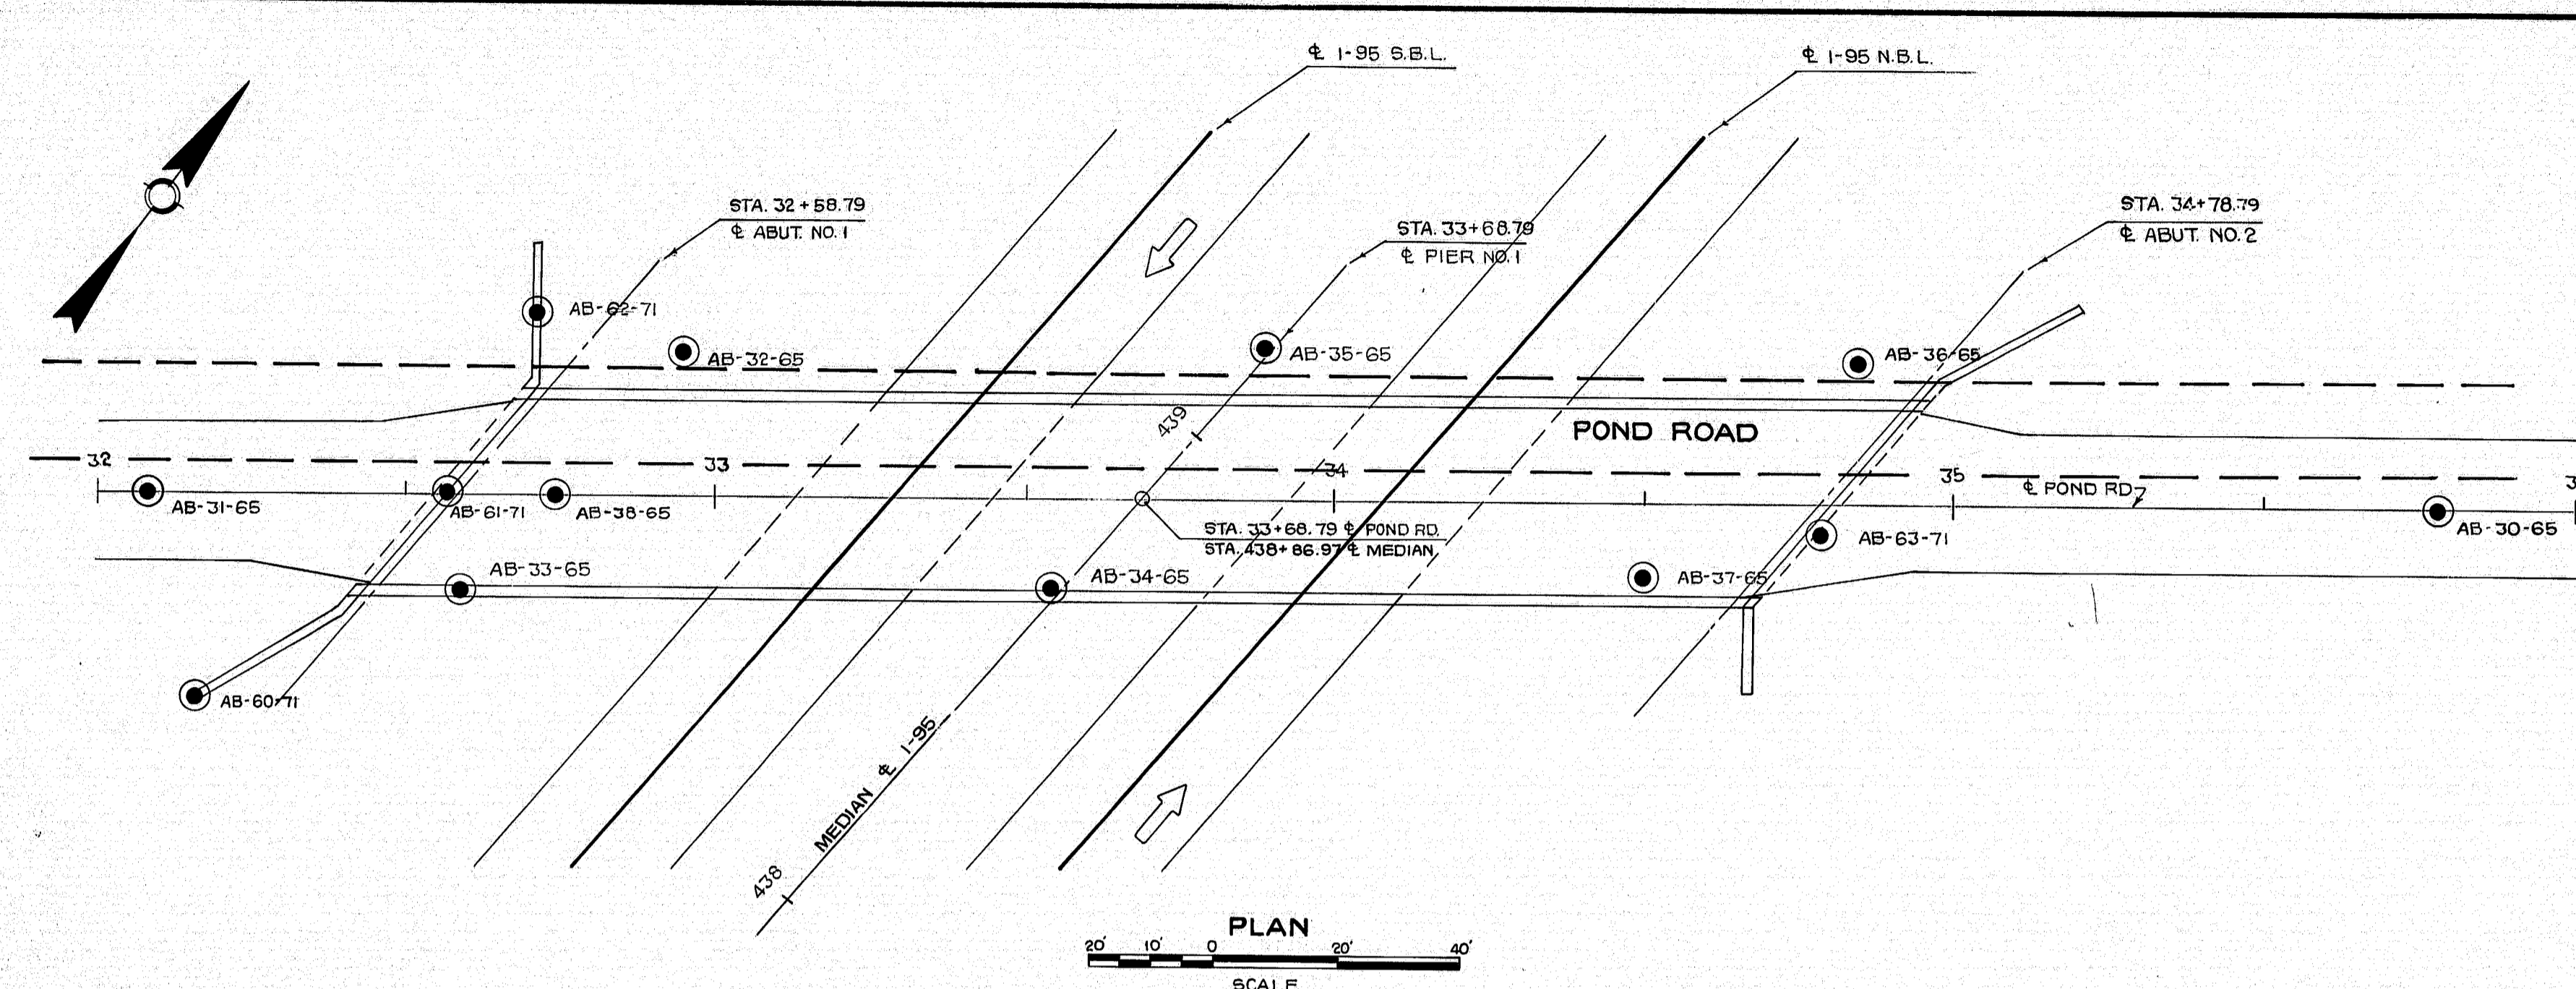 ℄ I-95 S.B.L.
℄ I-95 N.B.L.
STA. 32+58.79
℄ ABUT. NO. 1
STA. 33+68.79
℄ PIER NO. 1
STA. 34+78.79
℄ ABUT. NO. 2
AB-62-71
AB-32-65
AB-35-65
AB-36-65
439
POND ROAD
32
33
34
35
3
℄ POND RD.
AB-31-65
AB-61-71
AB-38-65
STA. 33+68.79 ℄ POND RD.
STA. 438+86.97 ℄ MEDIAN
AB-63-71
AB-30-65
AB-33-65
AB-34-65
AB-37-65
AB-60-71
MEDIAN ℄ I-95
438
PLAN
20' 10' 0 20' 40'
SCALE